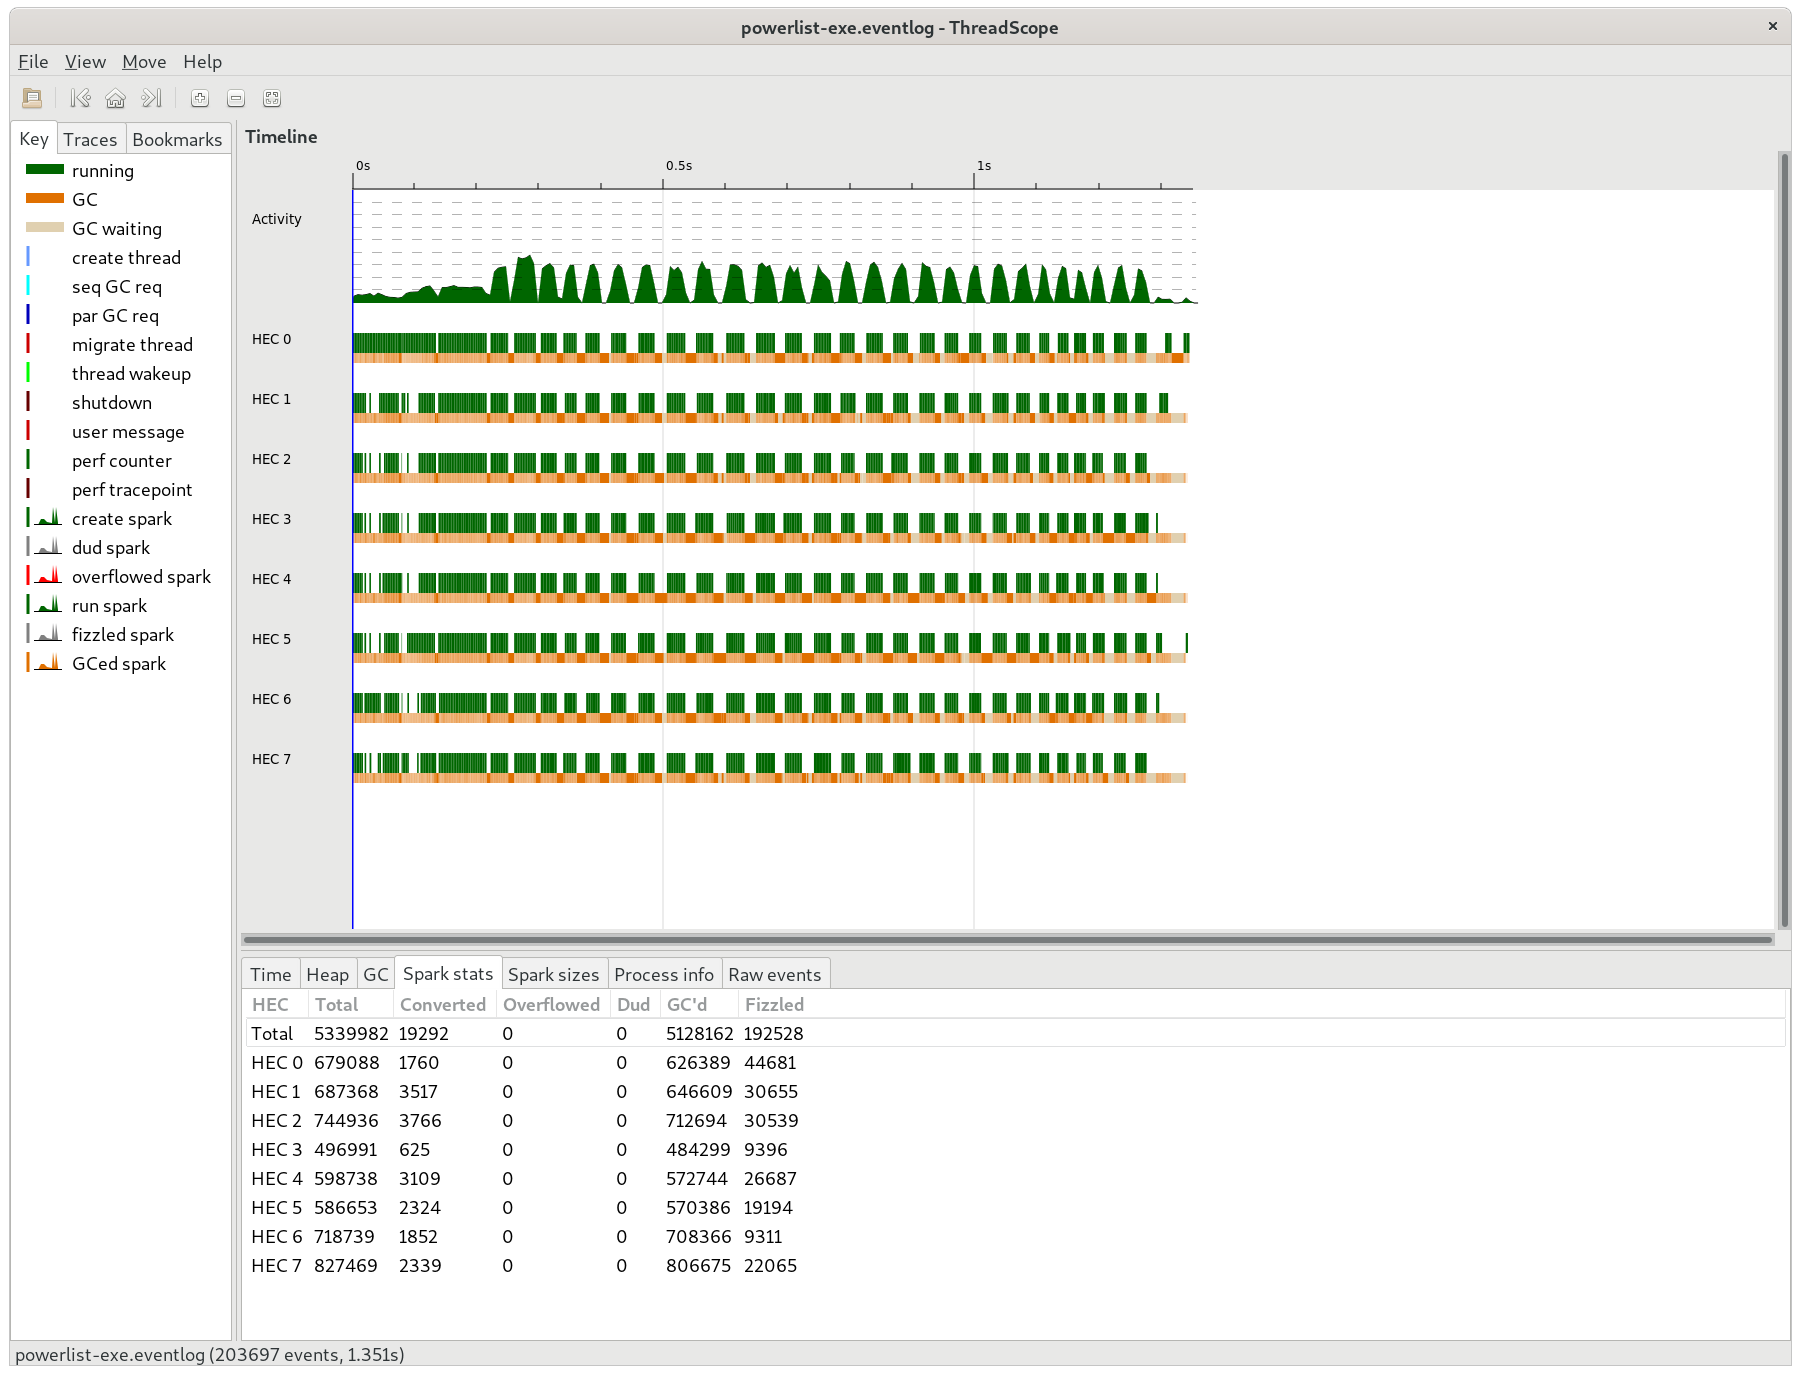 powerlist-exe.eventlog - ThreadScope
×
File View Move Help
Key Traces Bookmarks
running
GC
GC waiting
create thread
seq GC req
par GC req
migrate thread
thread wakeup
shutdown
user message
perf counter
perf tracepoint
create spark
dud spark
overflowed spark
run spark
fizzled spark
GCed spark
Timeline
0s 0.5s 1s
Activity
HEC 0
HEC 1
HEC 2
HEC 3
HEC 4
HEC 5
HEC 6
HEC 7
Time Heap GC Spark stats Spark sizes Process info Raw events
HEC Total Converted Overflowed Dud GC'd Fizzled
Total 5339982 19292 0 0 5128162 192528
HEC 0 679088 1760 0 0 626389 44681
HEC 1 687368 3517 0 0 646609 30655
HEC 2 744936 3766 0 0 712694 30539
HEC 3 496991 625 0 0 484299 9396
HEC 4 598738 3109 0 0 572744 26687
HEC 5 586653 2324 0 0 570386 19194
HEC 6 718739 1852 0 0 708366 9311
HEC 7 827469 2339 0 0 806675 22065
powerlist-exe.eventlog (203697 events, 1.351s)